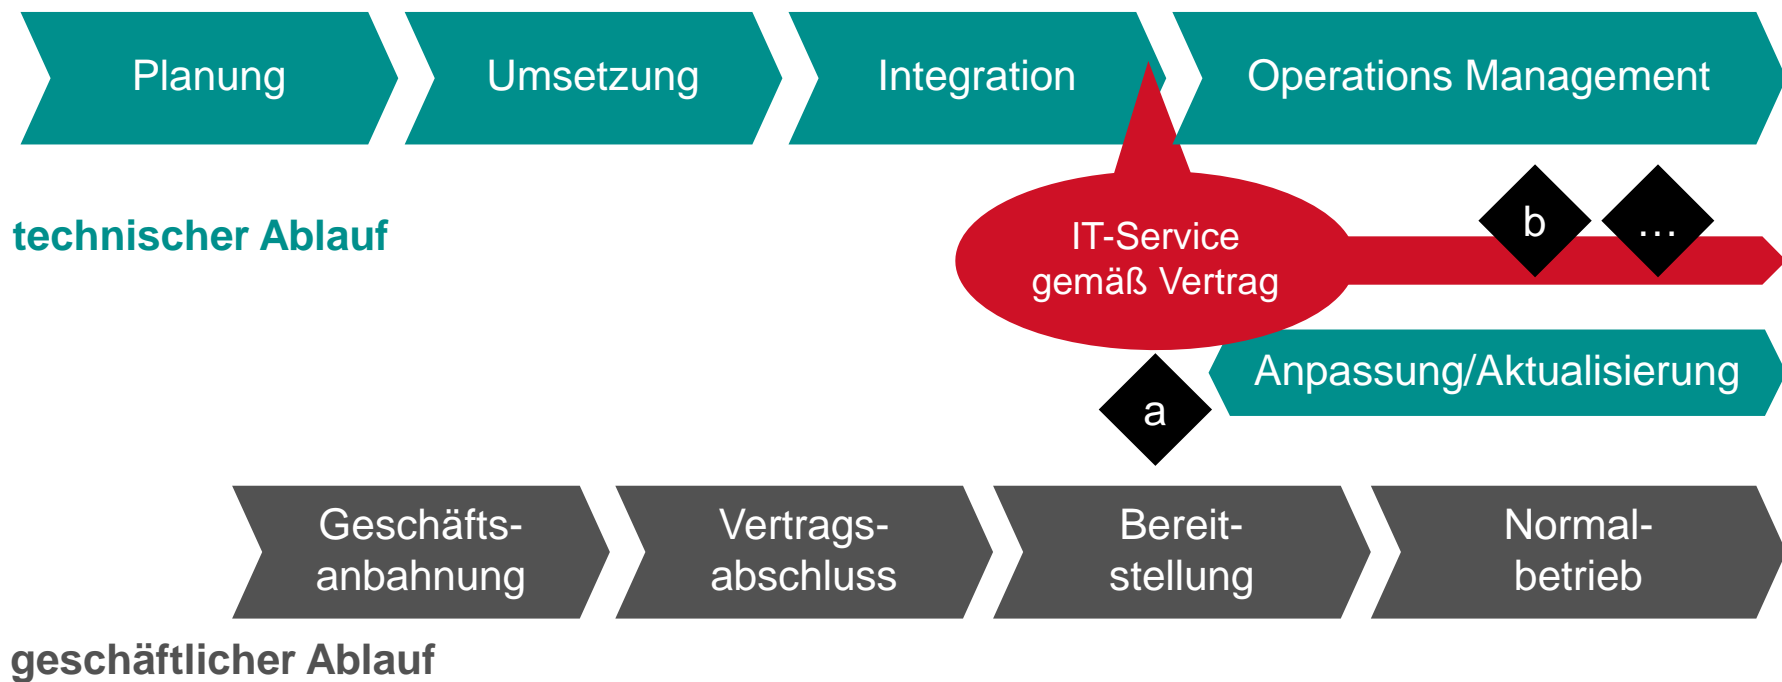 Planung
Umsetzung
Integration
Operations Management
technischer Ablauf
IT-Service
gemäß Vertrag
b
...
Anpassung/Aktualisierung
a
Geschäfts-
anbahnung
Vertrags-
abschluss
Bereit-
stellung
Normal-
betrieb
geschäftlicher Ablauf